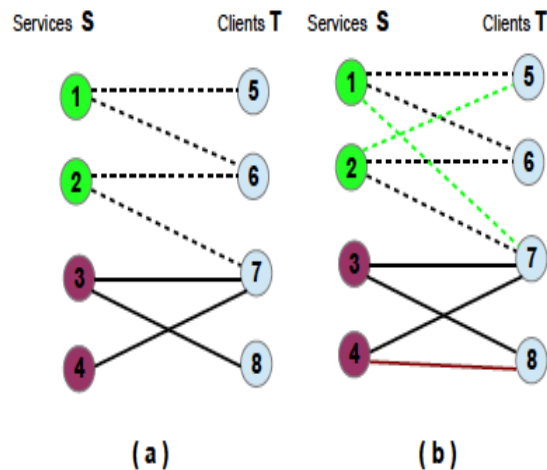 Services S Clients T Services S Clients T
1 5 1 5
2 6 2 6
3 7 3 7
4 8 4 8
( a ) ( b )